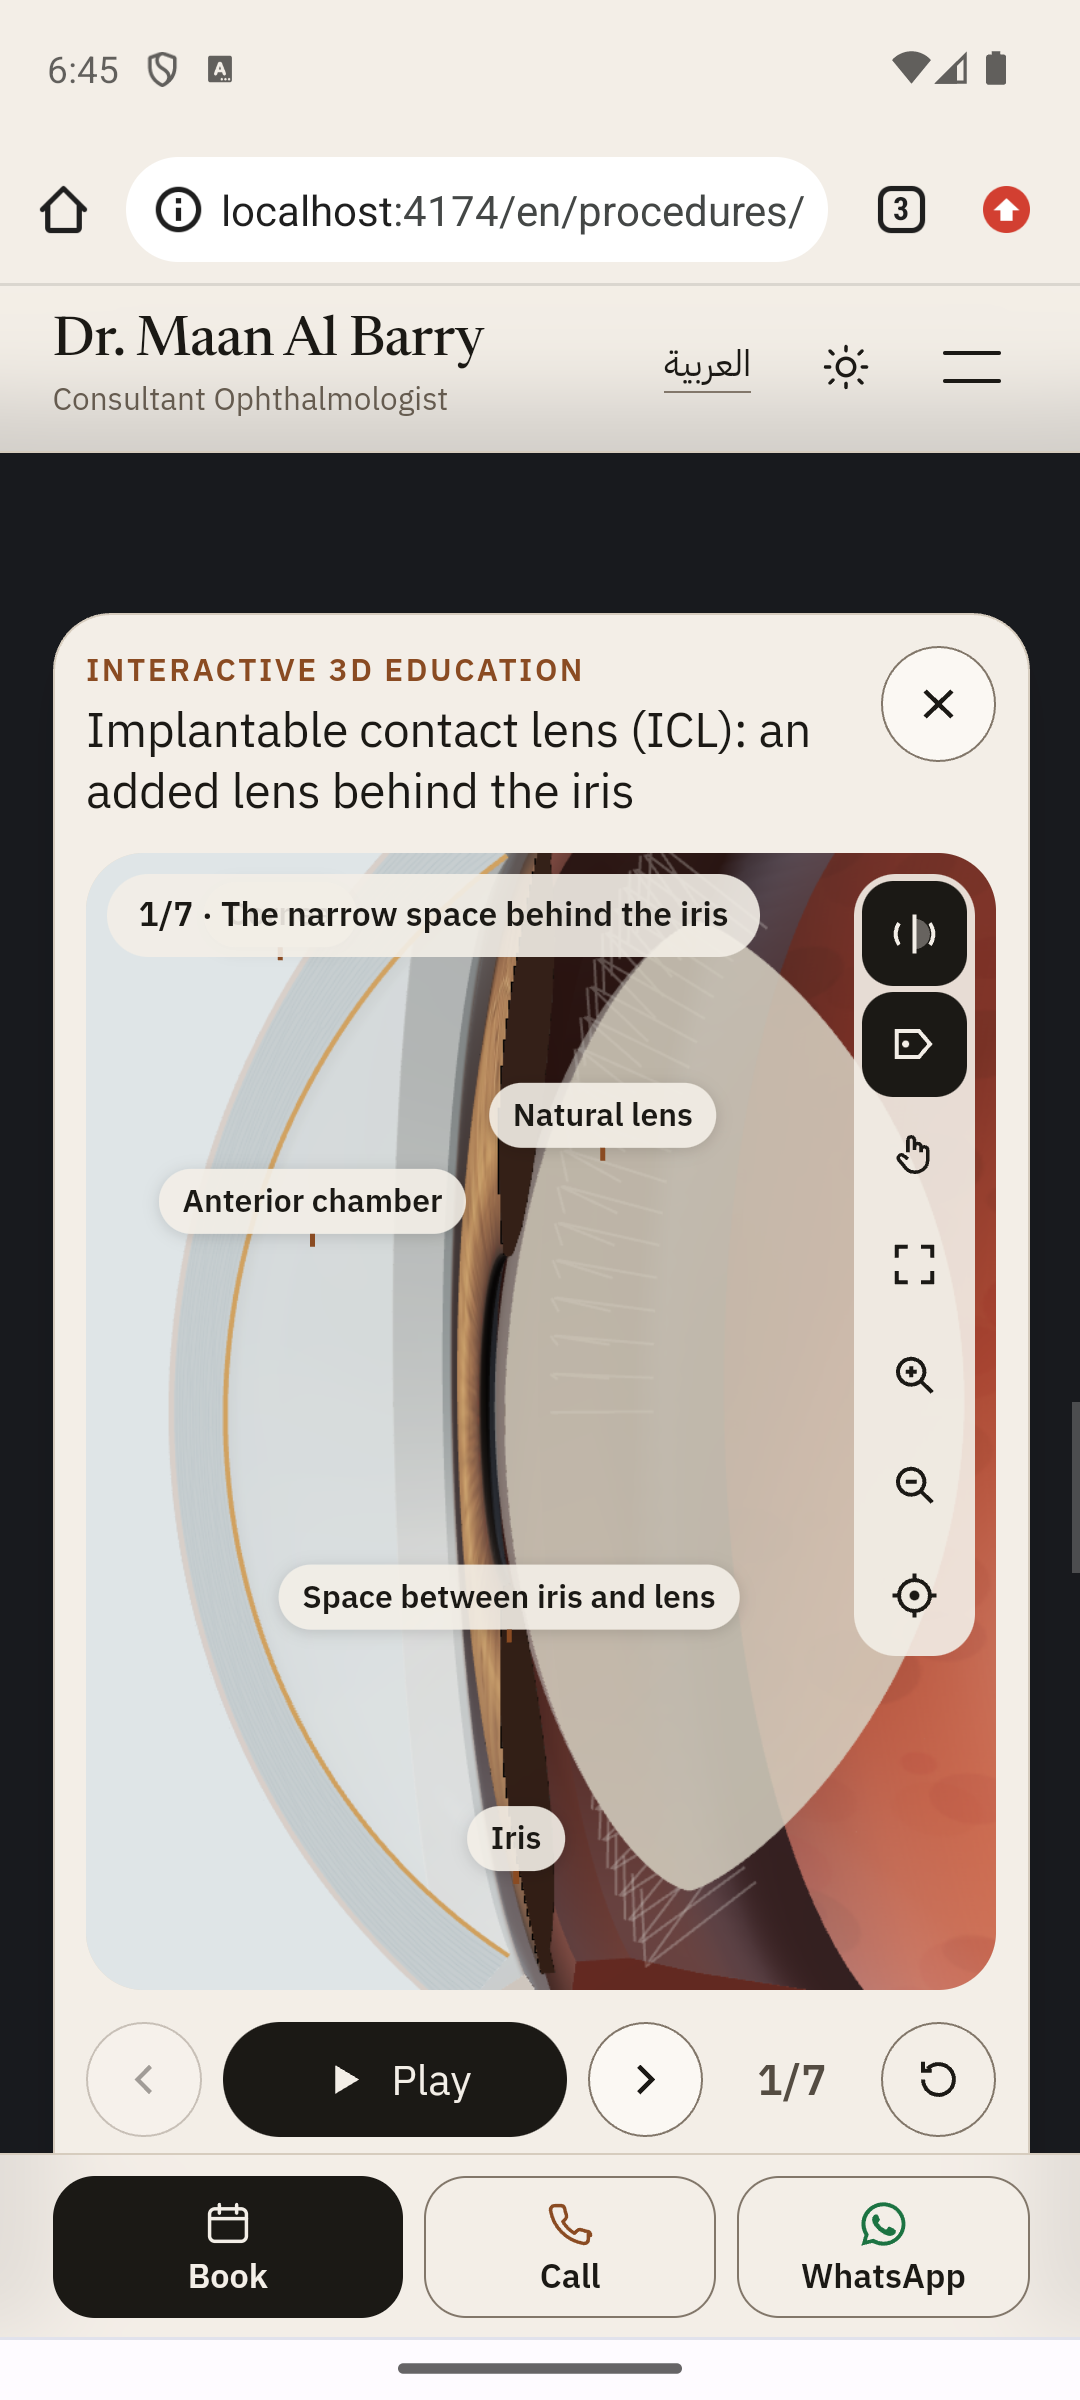 6:45
localhost:4174/en/procedures/
3
Dr. Maan Al Barry
Consultant Ophthalmologist
العربية
INTERACTIVE 3D EDUCATION
Implantable contact lens (ICL): an
added lens behind the iris
1/7 · The narrow space behind the iris
Natural lens
Anterior chamber
Space between iris and lens
Iris
Play
1/7
Book
Call
WhatsApp